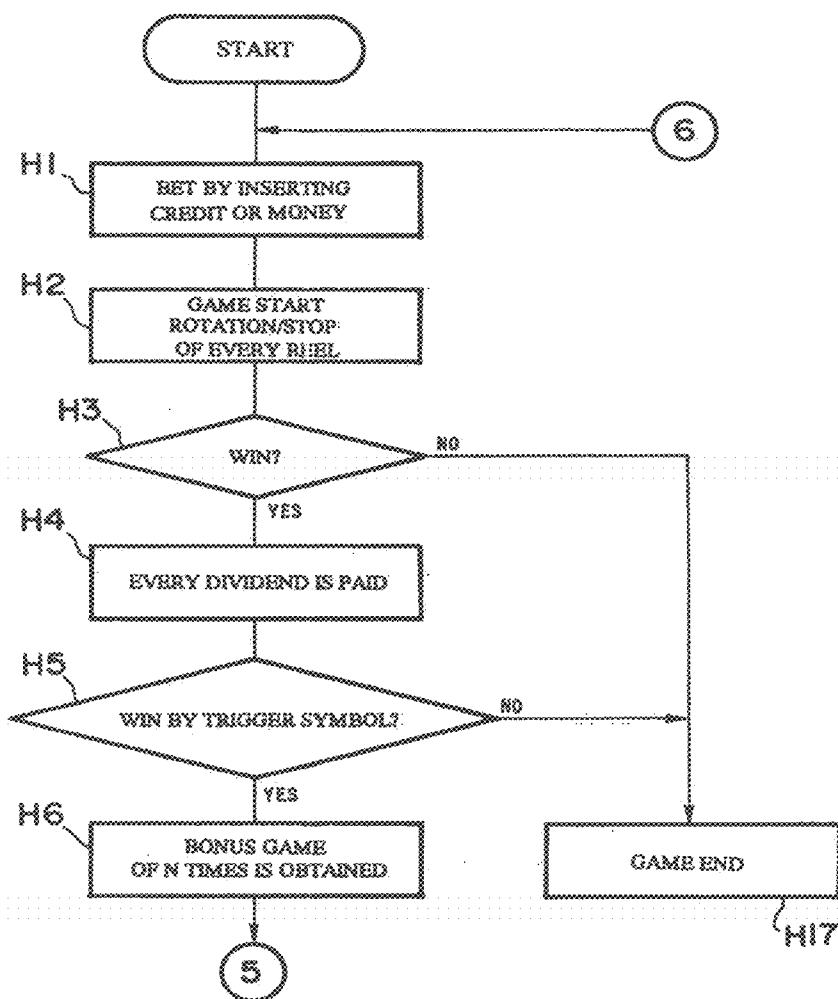 START
6
H1
BET BY INSERTING
CREDIT OR MONEY
H2
GAME START
ROTATION/STOP
OF EVERY REEL
H3
WIN?
NO
YES
H4
EVERY DIVIDEND IS PAID
H5
WIN BY TRIGGER SYMBOL?
NO
YES
H6
BONUS GAME
OF N TIMES IS OBTAINED
GAME END
H17
5